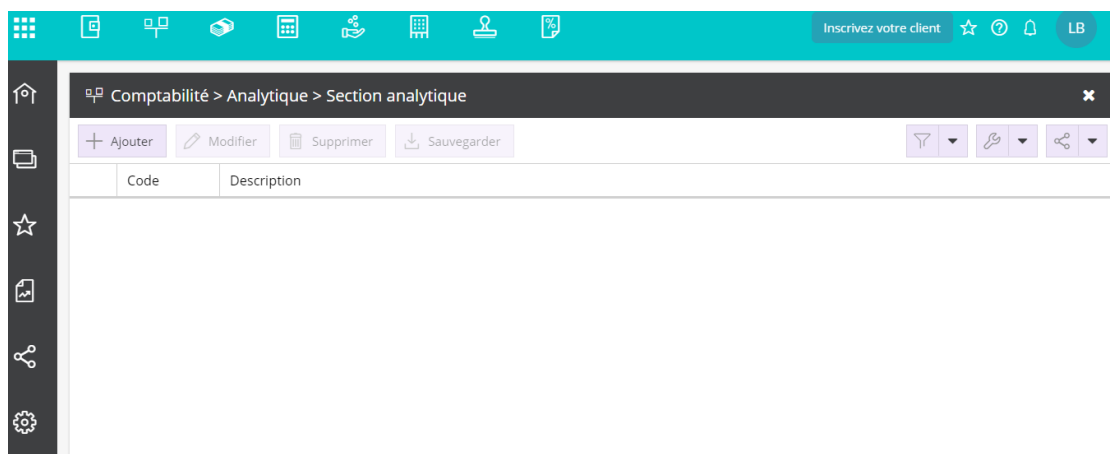 Inscrivez votre client
LB
Comptabilité > Analytique > Section analytique
Ajouter Modifier Supprimer Sauvegarder
Code Description